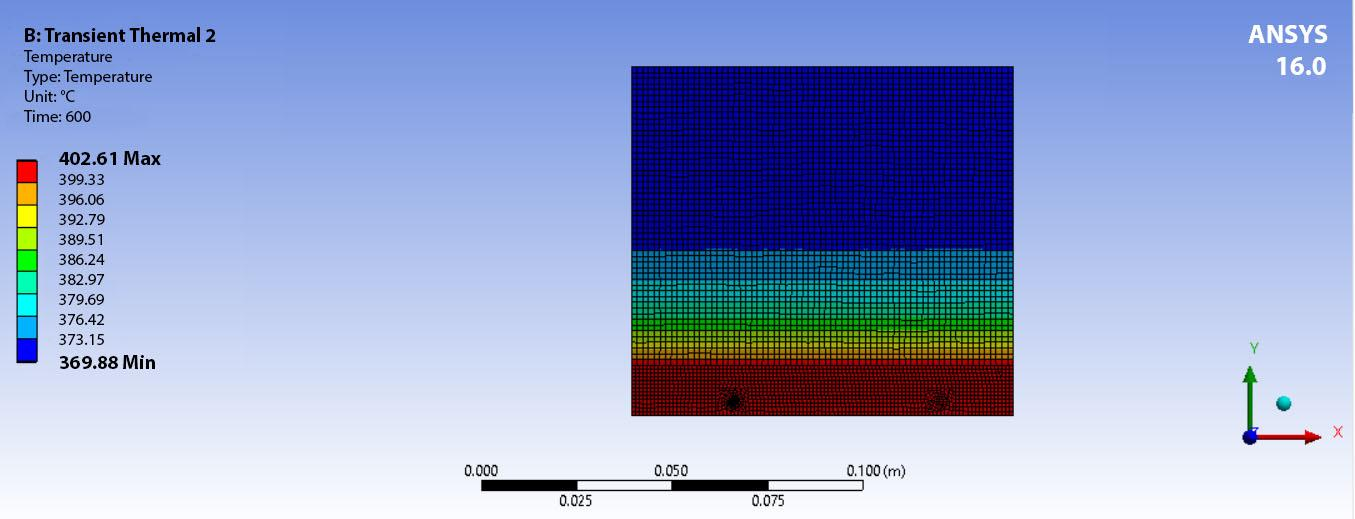 B: Transient Thermal 2
Temperature
Type: Temperature
Unit: °C
Time: 600
402.61 Max
399.33
396.06
392.79
389.51
386.24
382.97
379.69
376.42
373.15
369.88 Min
ANSYS
16.0
0.000
0.050
0.100 (m)
0.025
0.075
Y
X